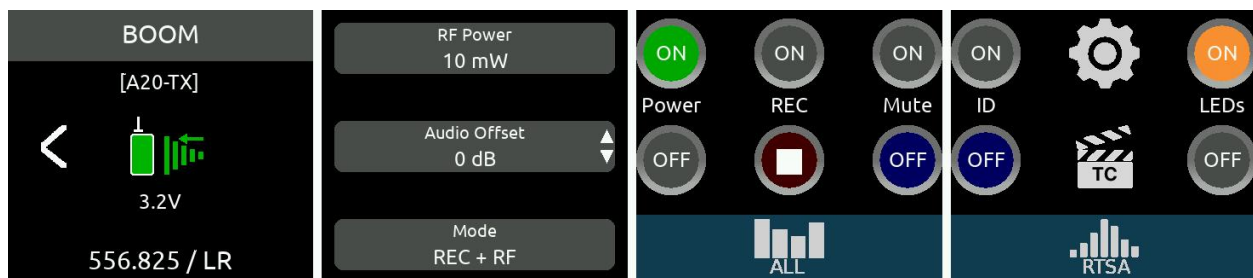 BOOM
[A20-TX]
3.2V
556.825 / LR
RF Power
10 mW
Audio Offset
0 dB
Mode
REC + RF
ON ON ON
Power REC Mute
OFF OFF
ALL
ON ON
ID LEDs
OFF TC OFF
RTSA